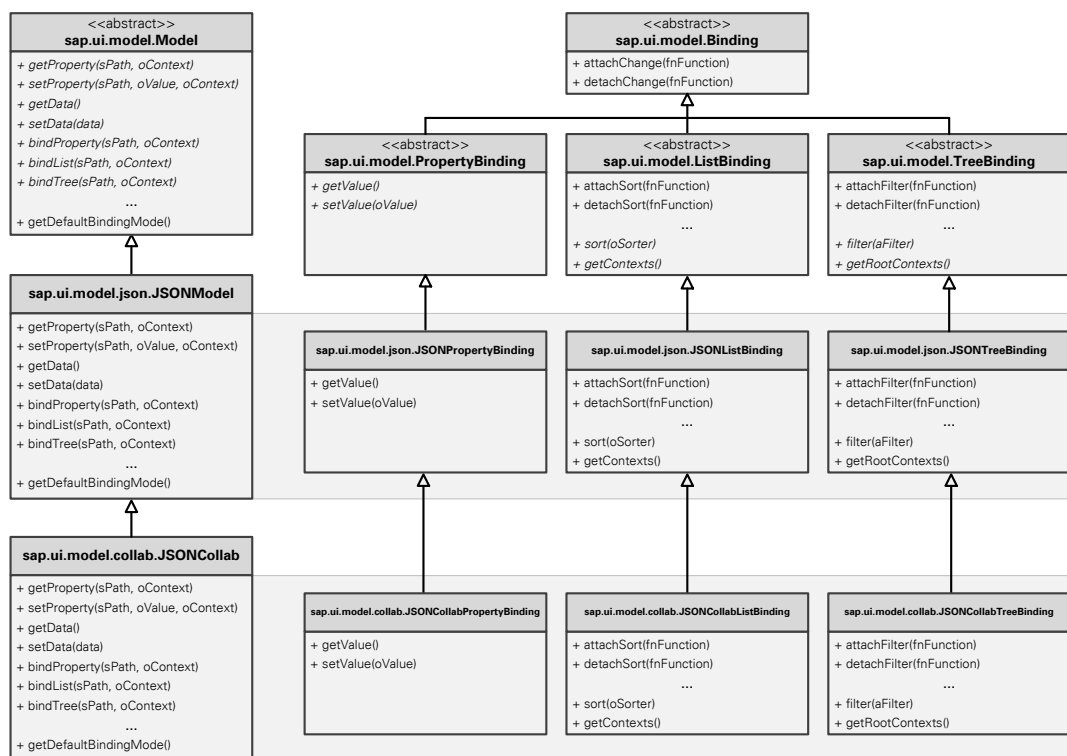 <<abstract>>
sap.ui.model.Model
+ getProperty(sPath, oContext)
+ setProperty(sPath, oValue, oContext)
+ getData()
+ setData(data)
+ bindProperty(sPath, oContext)
+ bindList(sPath, oContext)
+ bindTree(sPath, oContext)
...
+ getDefaultBindingMode()
<<abstract>>
sap.ui.model.Binding
+ attachChange(fnFunction)
+ detachChange(fnFunction)
<<abstract>>
sap.ui.model.PropertyBinding
+ getValue()
+ setValue(oValue)
<<abstract>>
sap.ui.model.ListBinding
+ attachSort(fnFunction)
+ detachSort(fnFunction)
...
+ sort(oSorter)
+ getContexts()
<<abstract>>
sap.ui.model.TreeBinding
+ attachFilter(fnFunction)
+ detachFilter(fnFunction)
...
+ filter(aFilter)
+ getRootContexts()
sap.ui.model.json.JSONModel
+ getProperty(sPath, oContext)
+ setProperty(sPath, oValue, oContext)
+ getData()
+ setData(data)
+ bindProperty(sPath, oContext)
+ bindList(sPath, oContext)
+ bindTree(sPath, oContext)
...
+ getDefaultBindingMode()
sap.ui.model.json.JSONPropertyBinding
+ getValue()
+ setValue(oValue)
sap.ui.model.json.JSONListBinding
+ attachSort(fnFunction)
+ detachSort(fnFunction)
...
+ sort(oSorter)
+ getContexts()
sap.ui.model.json.JSONTreeBinding
+ attachFilter(fnFunction)
+ detachFilter(fnFunction)
...
+ filter(aFilter)
+ getRootContexts()
sap.ui.model.collab.JSONCollab
+ getProperty(sPath, oContext)
+ setProperty(sPath, oValue, oContext)
+ getData()
+ setData(data)
+ bindProperty(sPath, oContext)
+ bindList(sPath, oContext)
+ bindTree(sPath, oContext)
...
+ getDefaultBindingMode()
sap.ui.model.collab.JSONCollabPropertyBinding
+ getValue()
+ setValue(oValue)
sap.ui.model.collab.JSONCollabListBinding
+ attachSort(fnFunction)
+ detachSort(fnFunction)
...
+ sort(oSorter)
+ getContexts()
sap.ui.model.collab.JSONCollabTreeBinding
+ attachFilter(fnFunction)
+ detachFilter(fnFunction)
...
+ filter(aFilter)
+ getRootContexts()